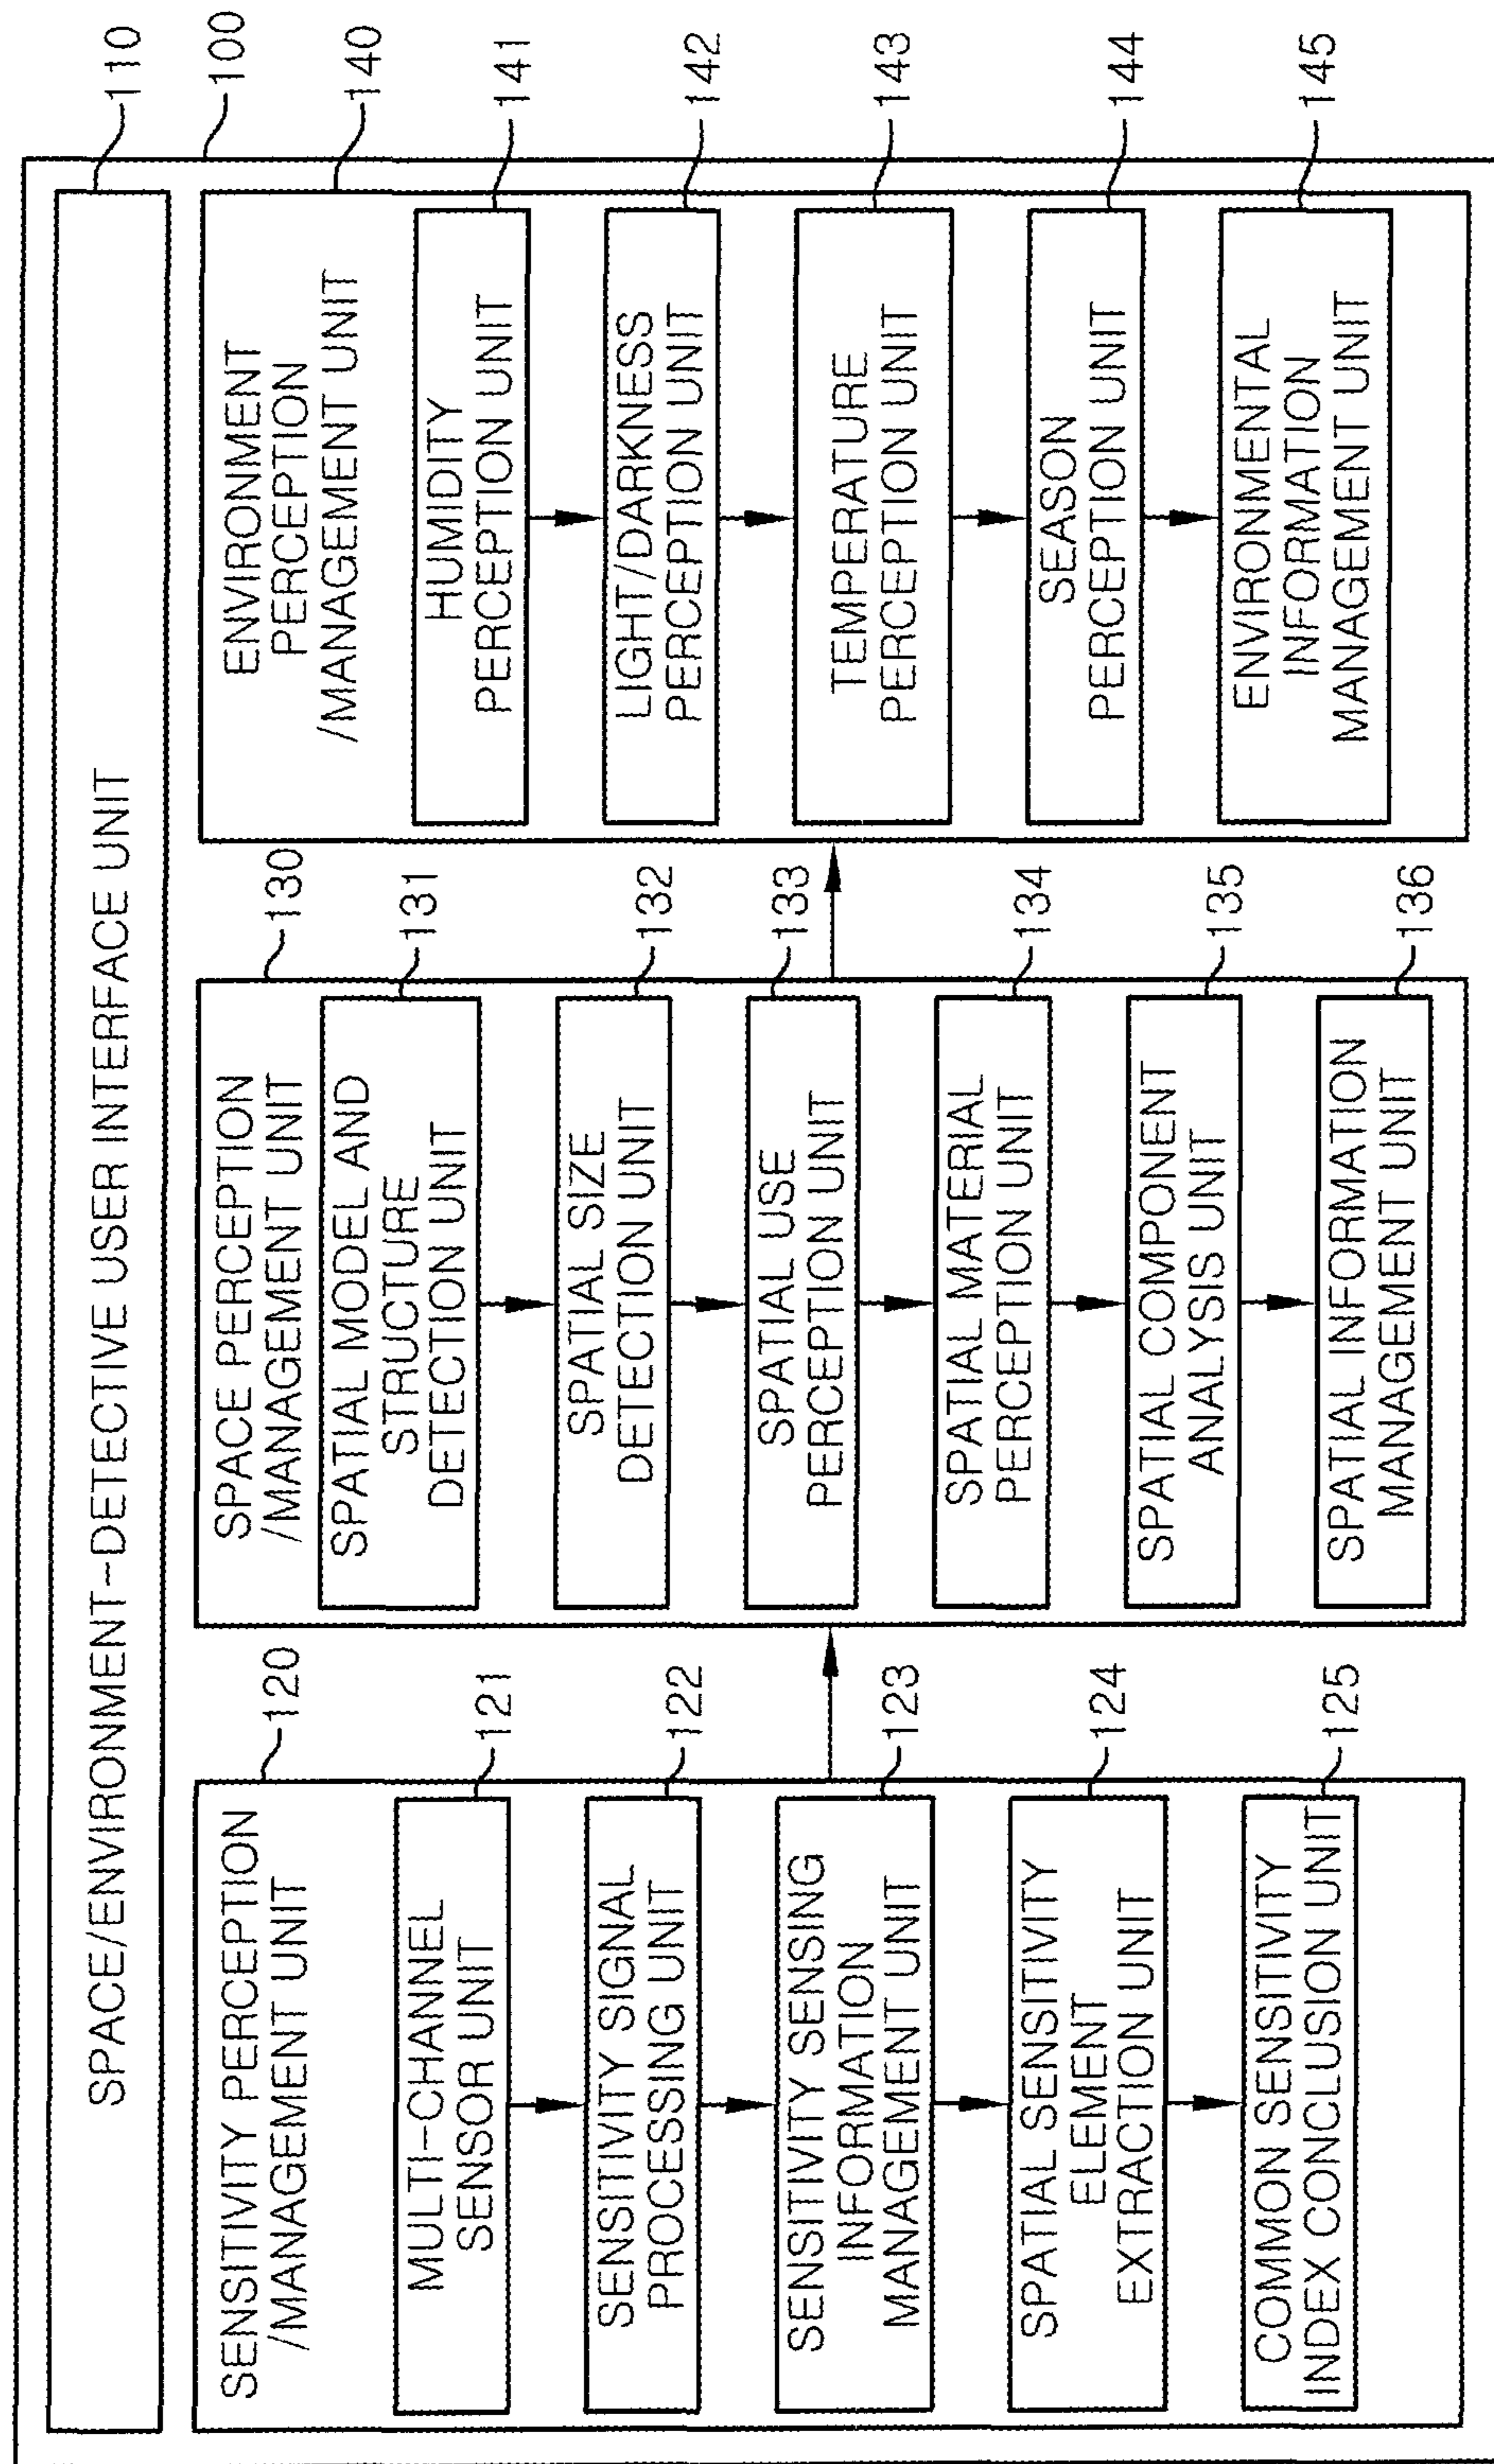 SPACE/ENVIRONMENT-DETECTIVE USER INTERFACE UNIT
110
100
SENSITIVITY PERCEPTION
/MANAGEMENT UNIT
120
MULTI-CHANNEL
SENSOR UNIT
121
SENSITIVITY SIGNAL
PROCESSING UNIT
122
SENSITIVITY SENSING
INFORMATION
MANAGEMENT UNIT
123
SPATIAL SENSITIVITY
ELEMENT
EXTRACTION UNIT
124
COMMON SENSITIVITY
INDEX CONCLUSION UNIT
125
SPACE PERCEPTION
/MANAGEMENT UNIT
130
SPATIAL MODEL AND
STRUCTURE
DETECTION UNIT
131
SPATIAL SIZE
DETECTION UNIT
132
SPATIAL USE
PERCEPTION UNIT
133
SPATIAL MATERIAL
PERCEPTION UNIT
134
SPATIAL COMPONENT
ANALYSIS UNIT
135
SPATIAL INFORMATION
MANAGEMENT UNIT
136
ENVIRONMENT
PERCEPTION
/MANAGEMENT UNIT
140
HUMIDITY
PERCEPTION UNIT
141
LIGHT/DARKNESS
PERCEPTION UNIT
142
TEMPERATURE
PERCEPTION UNIT
143
SEASON
PERCEPTION UNIT
144
ENVIRONMENTAL
INFORMATION
MANAGEMENT UNIT
145